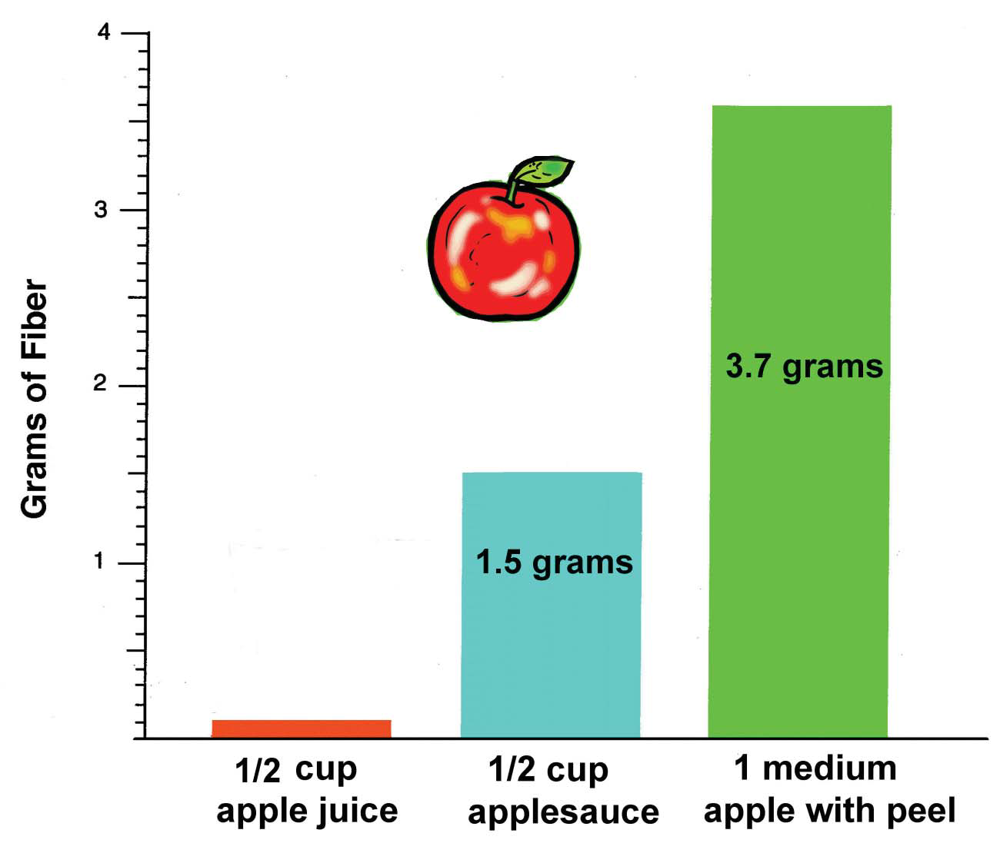 4
3
2
1
Grams of Fiber
1.5 grams
3.7 grams
1/2 cup
apple juice
1/2 cup
applesauce
1 medium
apple with peel